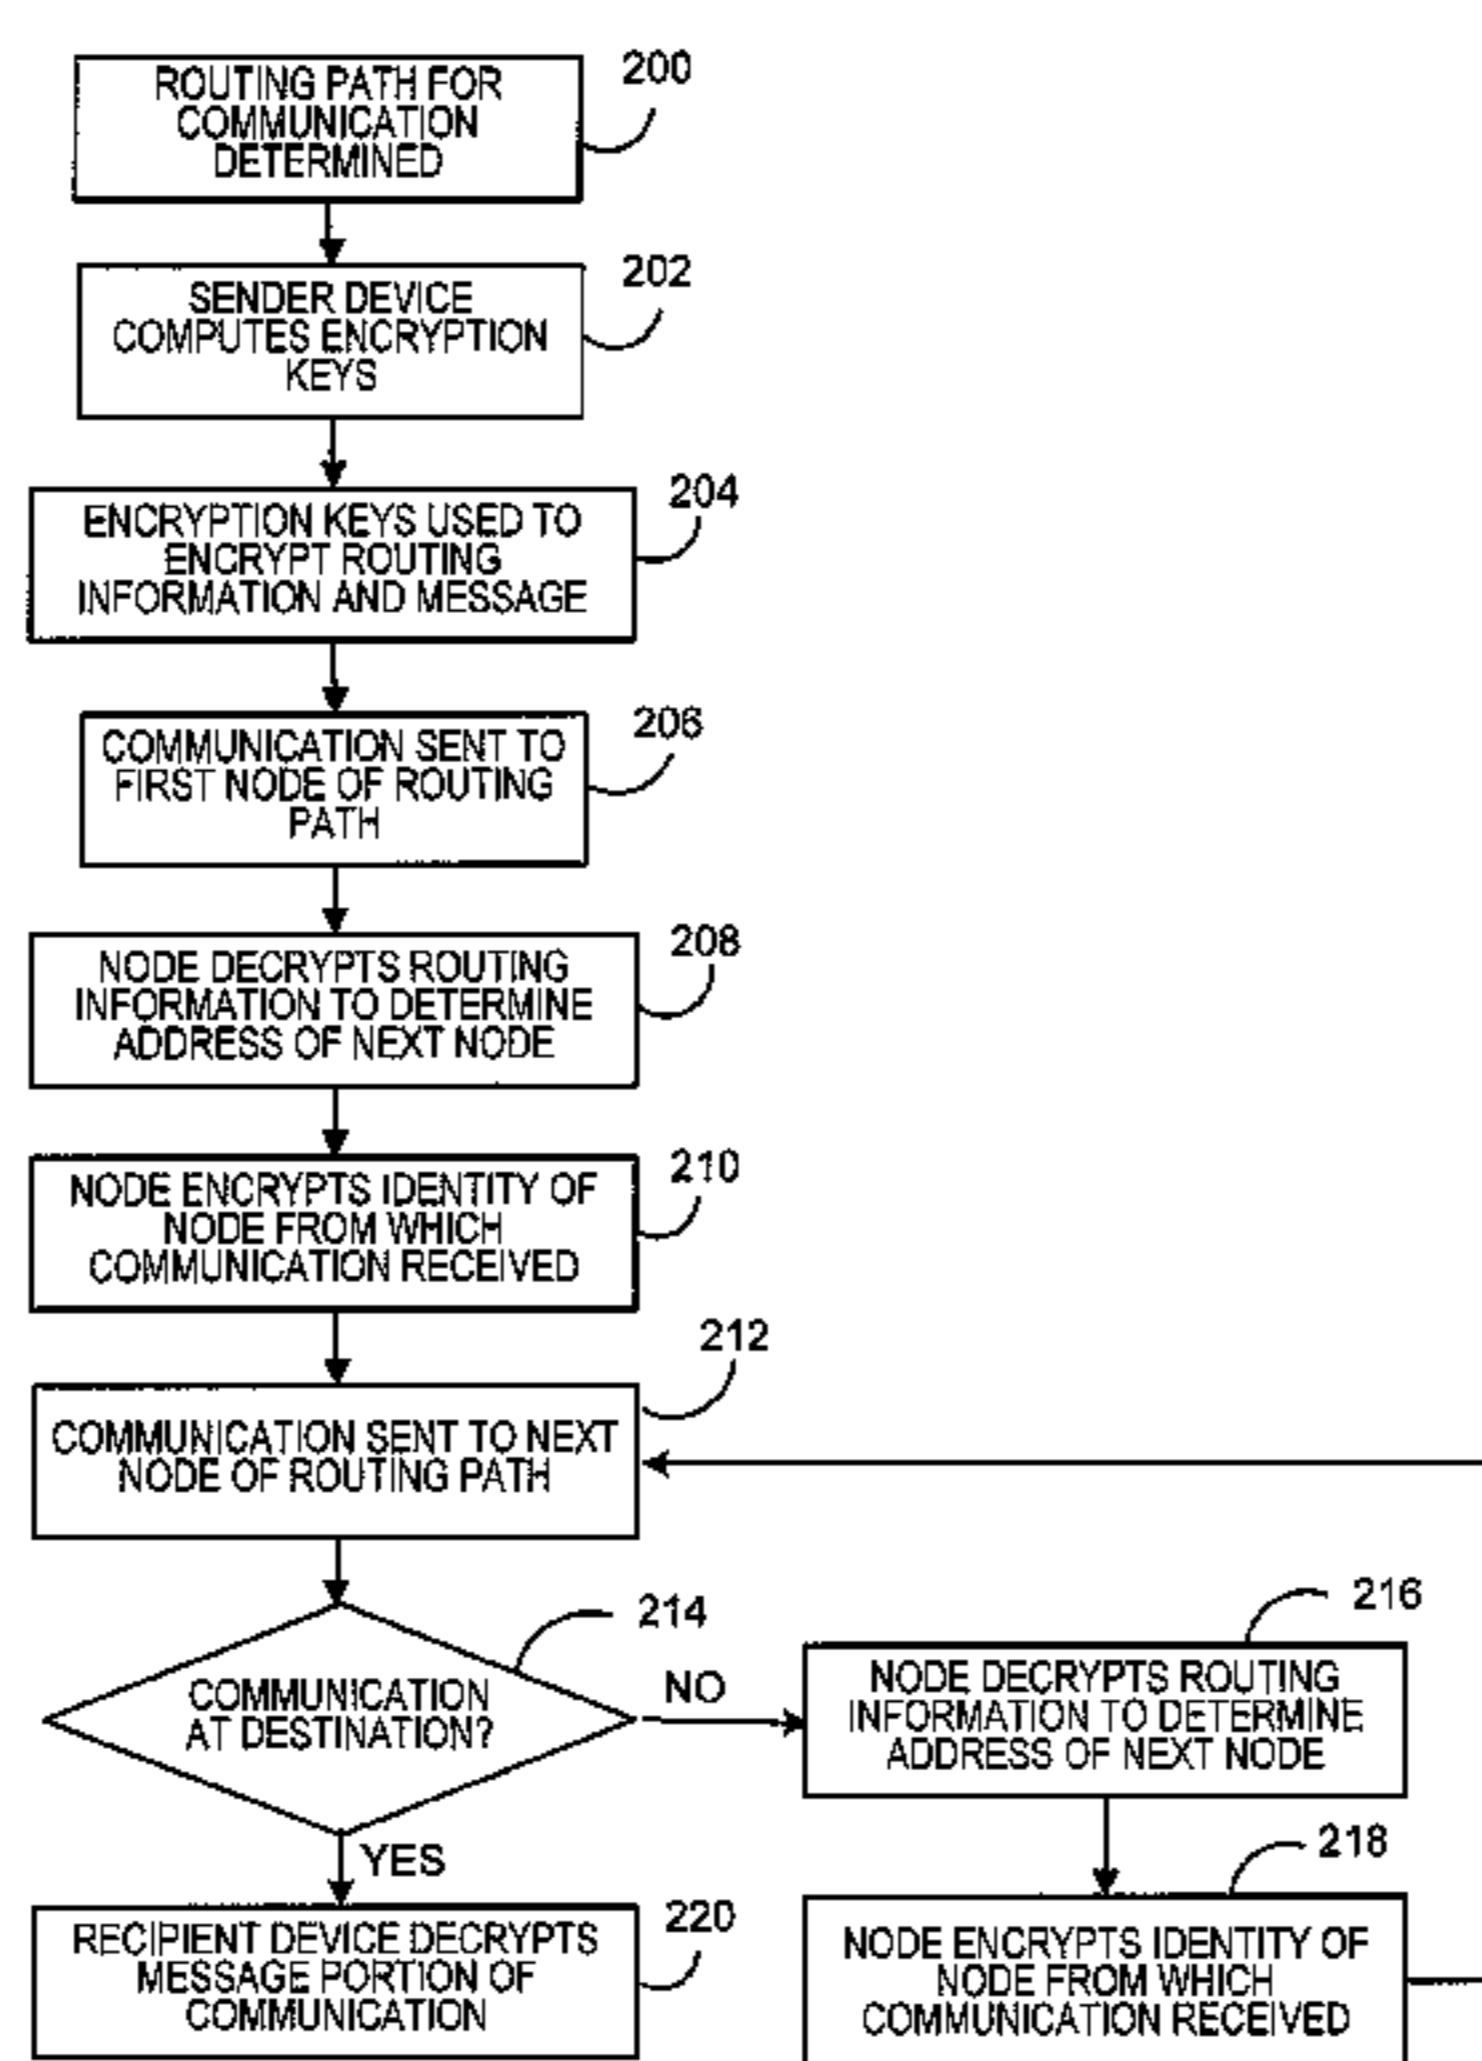 ROUTING PATH FOR
COMMUNICATION
DETERMINED
200
SENDER DEVICE
COMPUTES ENCRYPTION
KEYS
202
ENCRYPTION KEYS USED TO
ENCRYPT ROUTING
INFORMATION AND MESSAGE
204
COMMUNICATION SENT TO
FIRST NODE OF ROUTING
PATH
206
NODE DECRYPTS ROUTING
INFORMATION TO DETERMINE
ADDRESS OF NEXT NODE
208
NODE ENCRYPTS IDENTITY OF
NODE FROM WHICH
COMMUNICATION RECEIVED
210
COMMUNICATION SENT TO NEXT
NODE OF ROUTING PATH
212
COMMUNICATION
AT DESTINATION?
214
NO
NODE DECRYPTS ROUTING
INFORMATION TO DETERMINE
ADDRESS OF NEXT NODE
216
YES
RECIPIENT DEVICE DECRYPTS
MESSAGE PORTION OF
COMMUNICATION
220
NODE ENCRYPTS IDENTITY OF
NODE FROM WHICH
COMMUNICATION RECEIVED
218